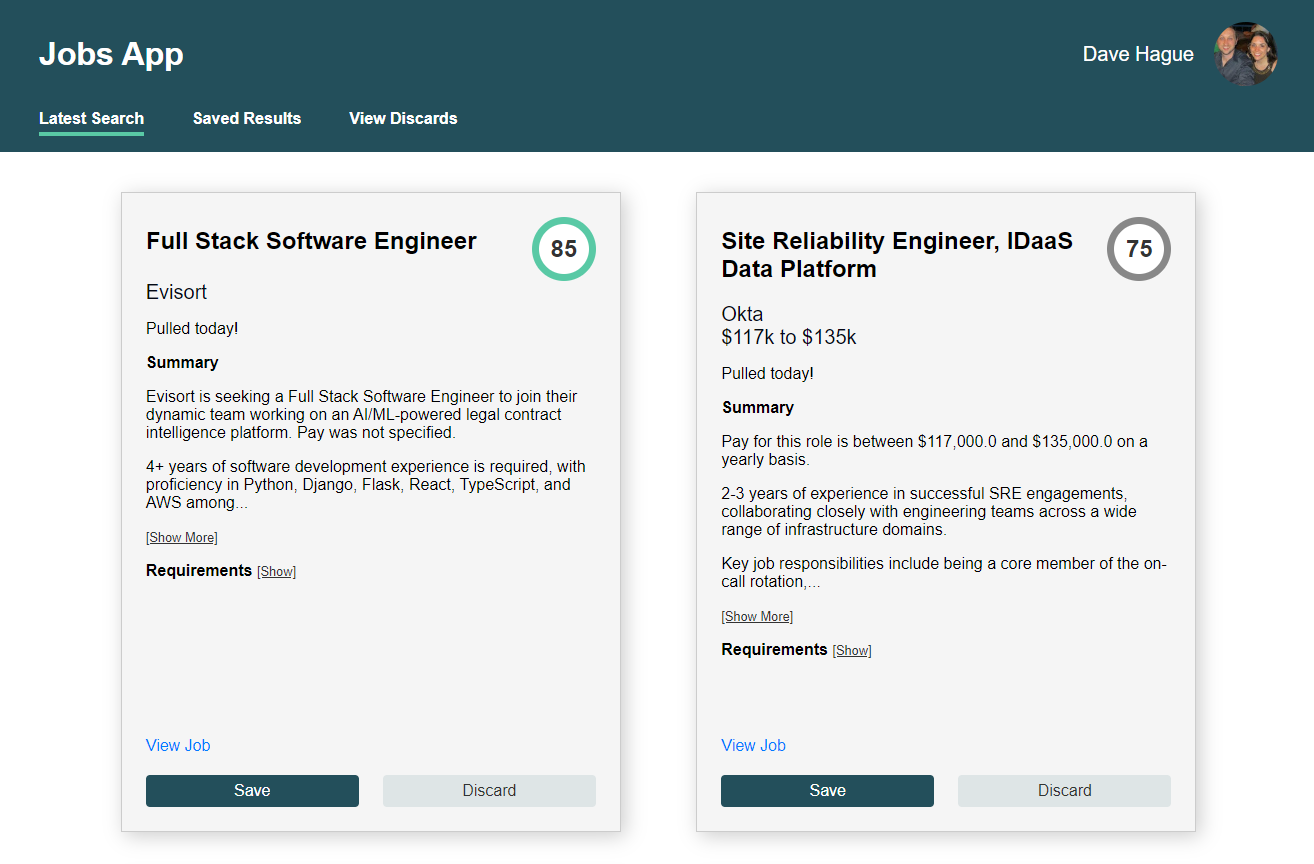 Jobs App
Dave Hague
Latest Search
Saved Results
View Discards
Full Stack Software Engineer
85
Evisort
Pulled today!
Summary
Evisort is seeking a Full Stack Software Engineer to join their
dynamic team working on an AI/ML-powered legal contract
intelligence platform. Pay was not specified.
4+ years of software development experience is required, with
proficiency in Python, Django, Flask, React, TypeScript, and
AWS among...
[Show More]
Requirements [Show]
View Job
Save
Discard
Site Reliability Engineer, IDaaS
Data Platform
75
Okta
$117k to $135k
Pulled today!
Summary
Pay for this role is between $117,000.0 and $135,000.0 on a
yearly basis.
2-3 years of experience in successful SRE engagements,
collaborating closely with engineering teams across a wide
range of infrastructure domains.
Key job responsibilities include being a core member of the on-
call rotation,...
[Show More]
Requirements [Show]
View Job
Save
Discard